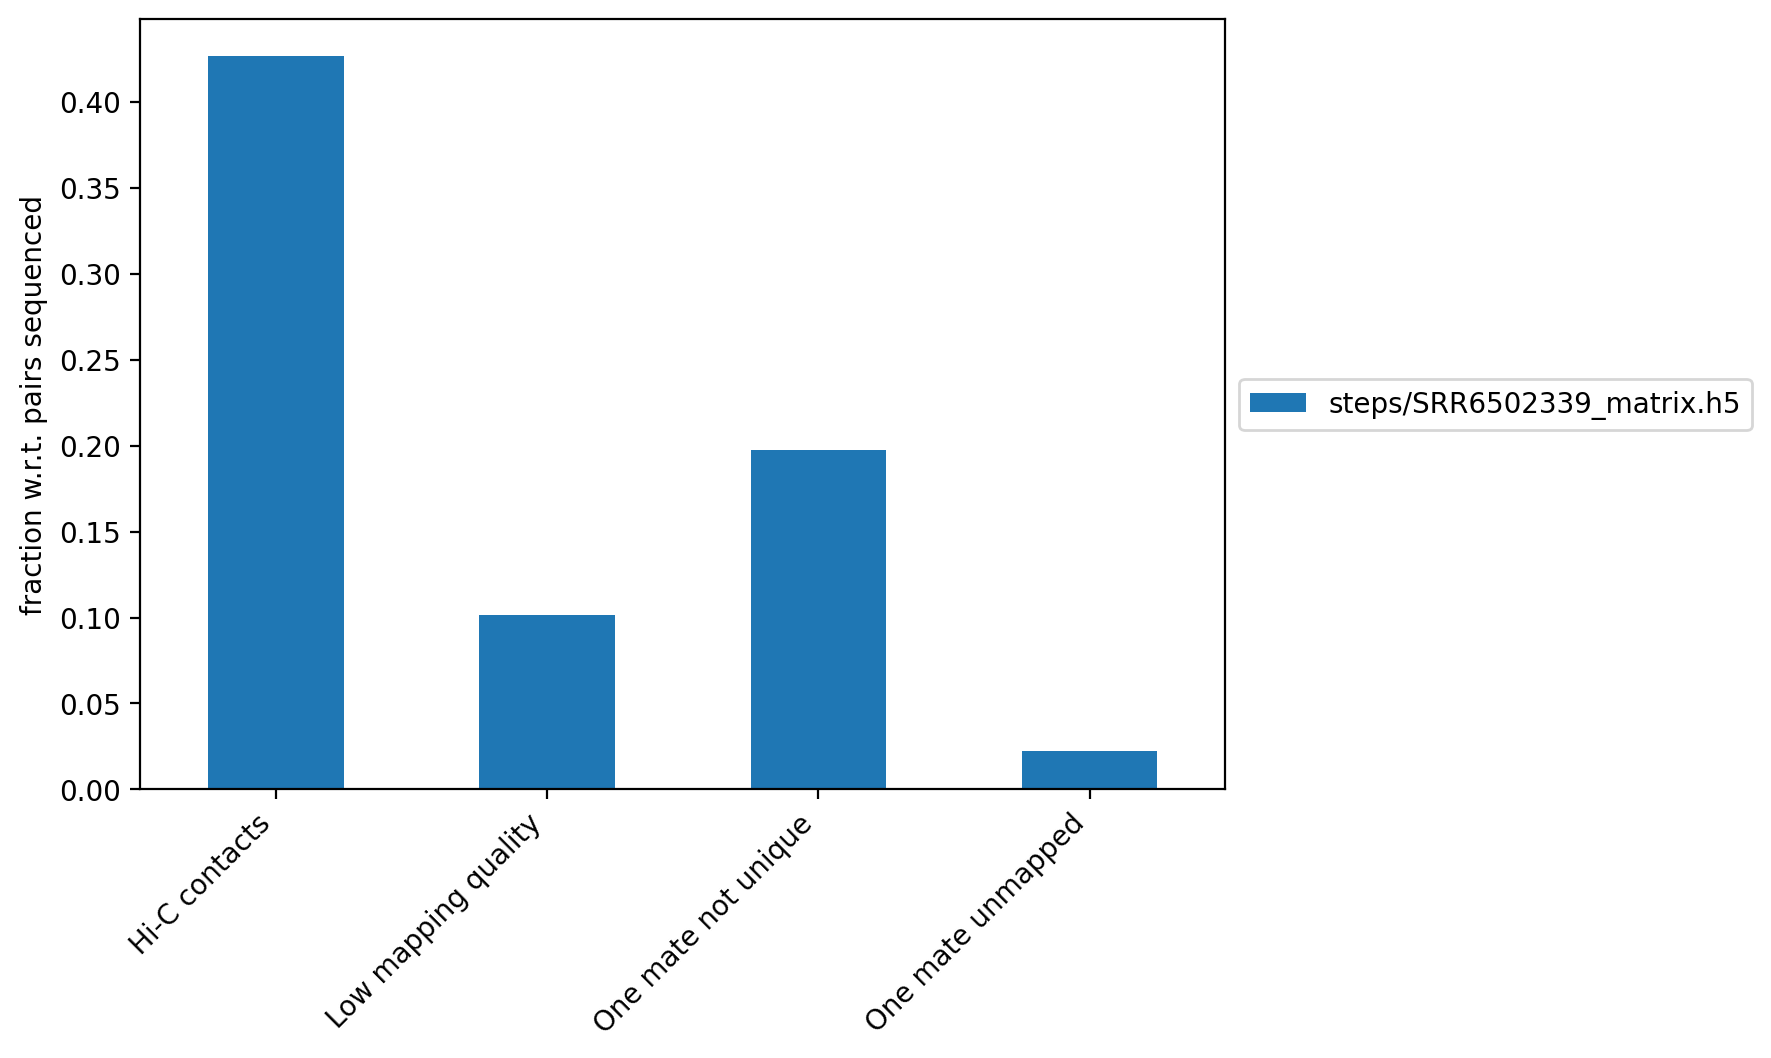 fraction w.r.t. pairs sequenced
0.40
0.35
0.30
0.25
0.20
0.15
0.10
0.05
0.00
Hi-C contacts
Low mapping quality
One mate not unique
One mate unmapped
steps/SRR6502339_matrix.h5